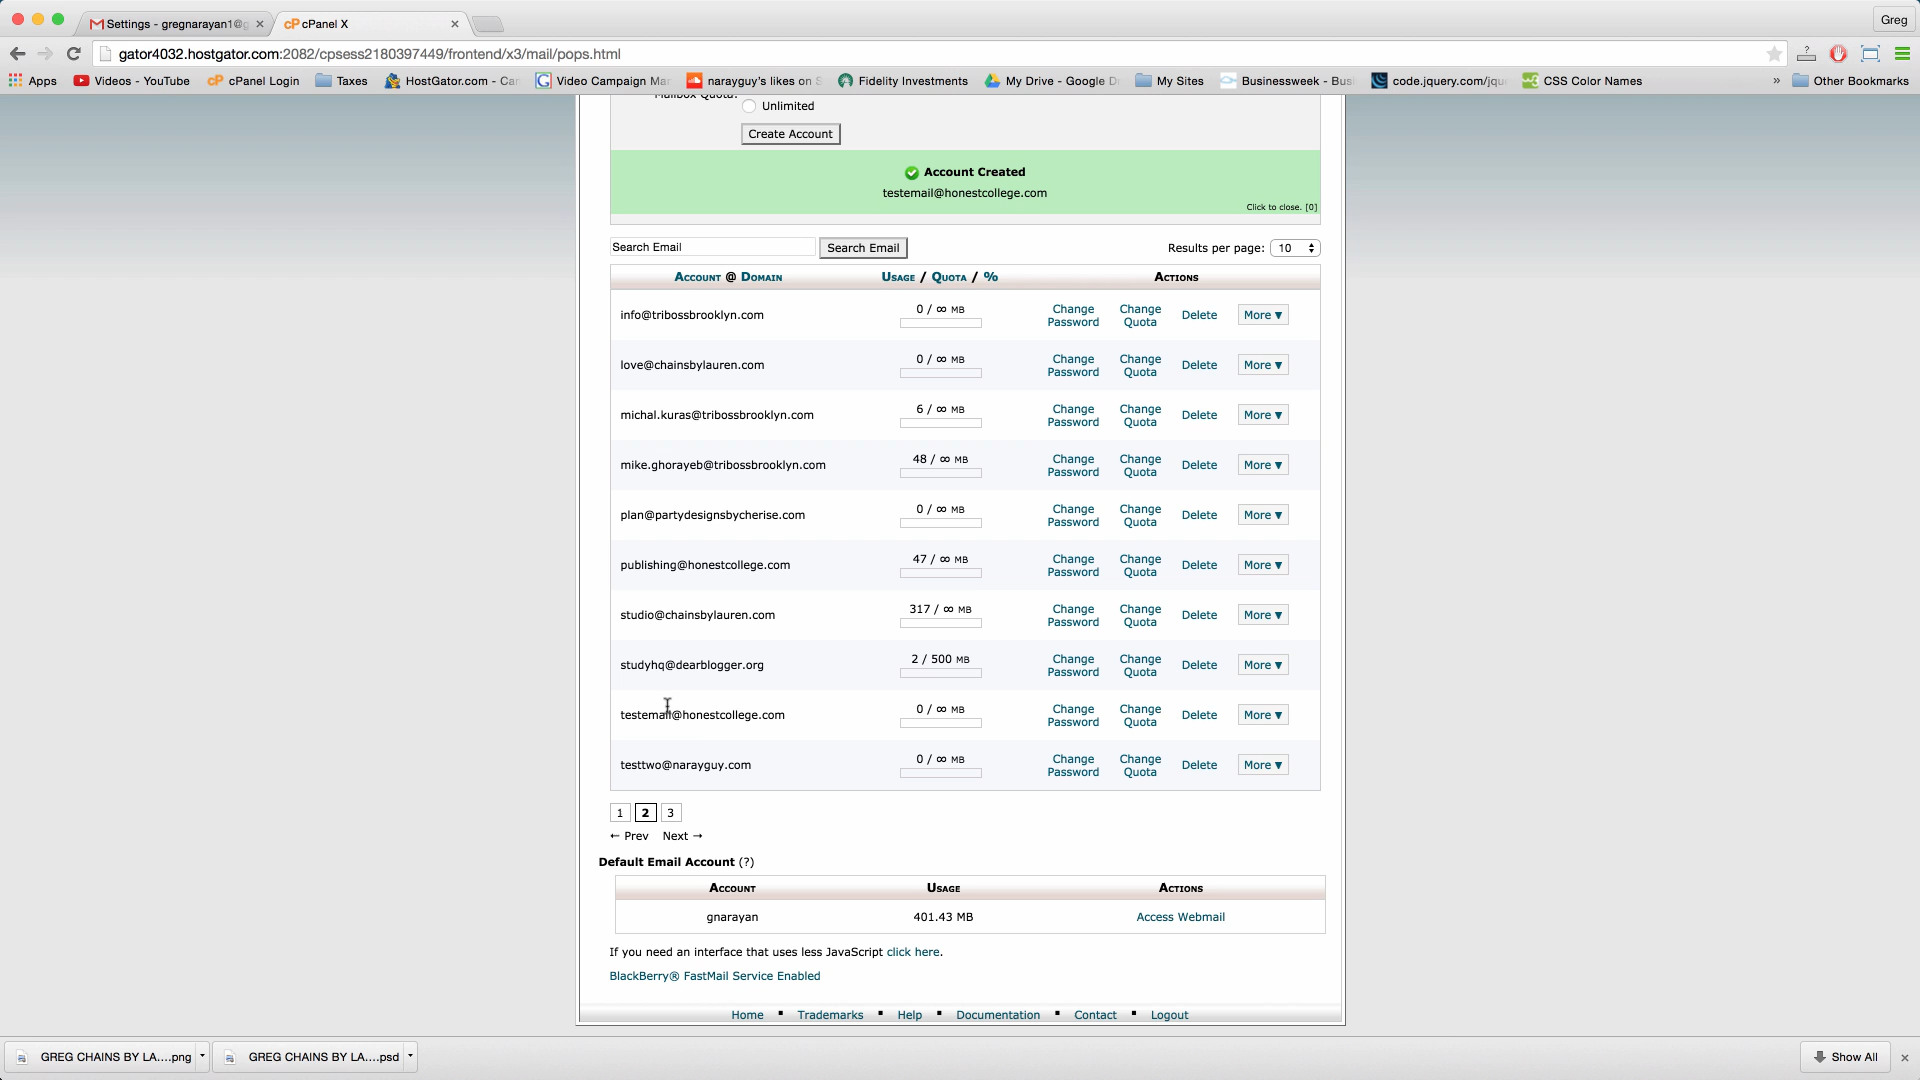 Settings - gregnarayan1@g
cPanel X
Greg
gator4032.hostgator.com:2082/cpsess2180397449/frontend/x3/mail/pops.html
Apps Videos - YouTube cPanel Login Taxes HostGator.com - Car Video Campaign Mar narayguy's likes on S Fidelity Investments My Drive - Google D My Sites Businessweek - Busi code.jquery.com/jqu CSS Color Names » Other Bookmarks
Mailbox Quota:
Unlimited
Create Account
Account Created
testemail@honestcollege.com
Click to close. [0]
Search Email Search Email Results per page: 10
Account @ Domain Usage / Quota / % Actions
info@tribossbrooklyn.com 0 / ∞ MB Change Password Change Quota Delete More ▼
love@chainsbylauren.com 0 / ∞ MB Change Password Change Quota Delete More ▼
michal.kuras@tribossbrooklyn.com 6 / ∞ MB Change Password Change Quota Delete More ▼
mike.ghorayeb@tribossbrooklyn.com 48 / ∞ MB Change Password Change Quota Delete More ▼
plan@partydesignsbycherise.com 0 / ∞ MB Change Password Change Quota Delete More ▼
publishing@honestcollege.com 47 / ∞ MB Change Password Change Quota Delete More ▼
studio@chainsbylauren.com 317 / ∞ MB Change Password Change Quota Delete More ▼
studyhq@dearblogger.org 2 / 500 MB Change Password Change Quota Delete More ▼
testemail@honestcollege.com 0 / ∞ MB Change Password Change Quota Delete More ▼
testtwo@narayguy.com 0 / ∞ MB Change Password Change Quota Delete More ▼
1 2 3
← Prev Next →
Default Email Account (?)
Account Usage Actions
gnarayan 401.43 MB Access Webmail
If you need an interface that uses less JavaScript click here.
BlackBerry® FastMail Service Enabled
Home ▪ Trademarks ▪ Help ▪ Documentation ▪ Contact ▪ Logout
GREG CHAINS BY LA....png GREG CHAINS BY LA....psd Show All